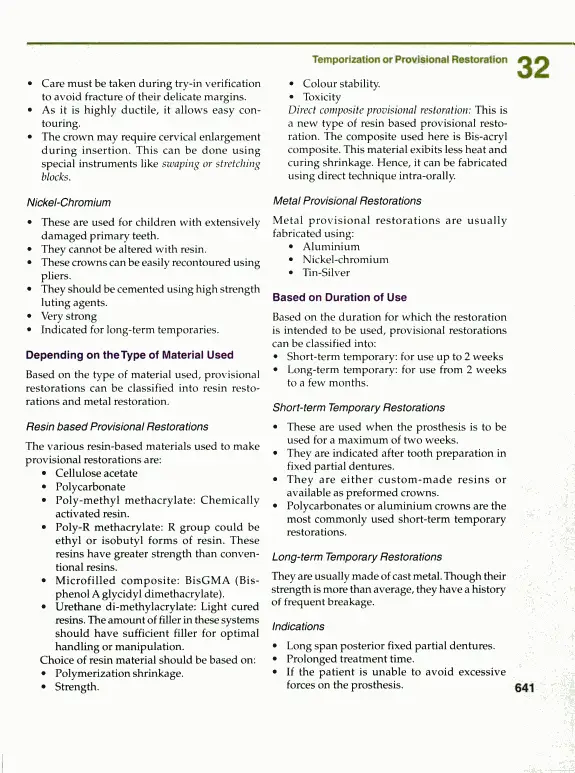 Temporization or Provisional Restoration
32
• Care must be taken during try-in verification
to avoid fracture of their delicate margins.
• As it is highly ductile, it allows easy con-
touring.
• The crown may require cervical enlargement
during insertion. This can be done using
special instruments like swaping or stretching
blocks.
Nickel-Chromium
• These are used for children with extensively
damaged primary teeth.
• They cannot be altered with resin.
• These crowns can be easily recontoured using
pliers.
• They should be cemented using high strength
luting agents.
• Very strong
• Indicated for long-term temporaries.
Depending on the Type of Material Used
Based on the type of material used, provisional
restorations can be classified into resin resto-
rations and metal restoration.
Resin based Provisional Restorations
The various resin-based materials used to make
provisional restorations are:
• Cellulose acetate
• Polycarbonate
• Poly-methyl methacrylate: Chemically
activated resin.
• Poly-R methacrylate: R group could be
ethyl or isobutyl forms of resin. These
resins have greater strength than conven-
tional resins.
• Microfilled composite: BisGMA (Bis-
phenol A glycidyl dimethacrylate).
• Urethane di-methylacrylate: Light cured
resins. The amount of filler in these systems
should have sufficient filler for optimal
handling or manipulation.
Choice of resin material should be based on:
• Polymerization shrinkage.
• Strength.
• Colour stability.
• Toxicity
Direct composite provisional restoration: This is
a new type of resin based provisional resto-
ration. The composite used here is Bis-acryl
composite. This material exibits less heat and
curing shrinkage. Hence, it can be fabricated
using direct technique intra-orally.
Metal Provisional Restorations
Metal provisional restorations are usually
fabricated using:
• Aluminium
• Nickel-chromium
• Tin-Silver
Based on Duration of Use
Based on the duration for which the restoration
is intended to be used, provisional restorations
can be classified into:
• Short-term temporary: for use up to 2 weeks
• Long-term temporary: for use from 2 weeks
to a few months.
Short-term Temporary Restorations
• These are used when the prosthesis is to be
used for a maximum of two weeks.
• They are indicated after tooth preparation in
fixed partial dentures.
• They are either custom-made resins or
available as preformed crowns.
• Polycarbonates or aluminium crowns are the
most commonly used short-term temporary
restorations.
Long-term Temporary Restorations
They are usually made of cast metal. Though their
strength is more than average, they have a history
of frequent breakage.
Indications
• Long span posterior fixed partial dentures.
• Prolonged treatment time.
• If the patient is unable to avoid excessive
forces on the prosthesis.
641